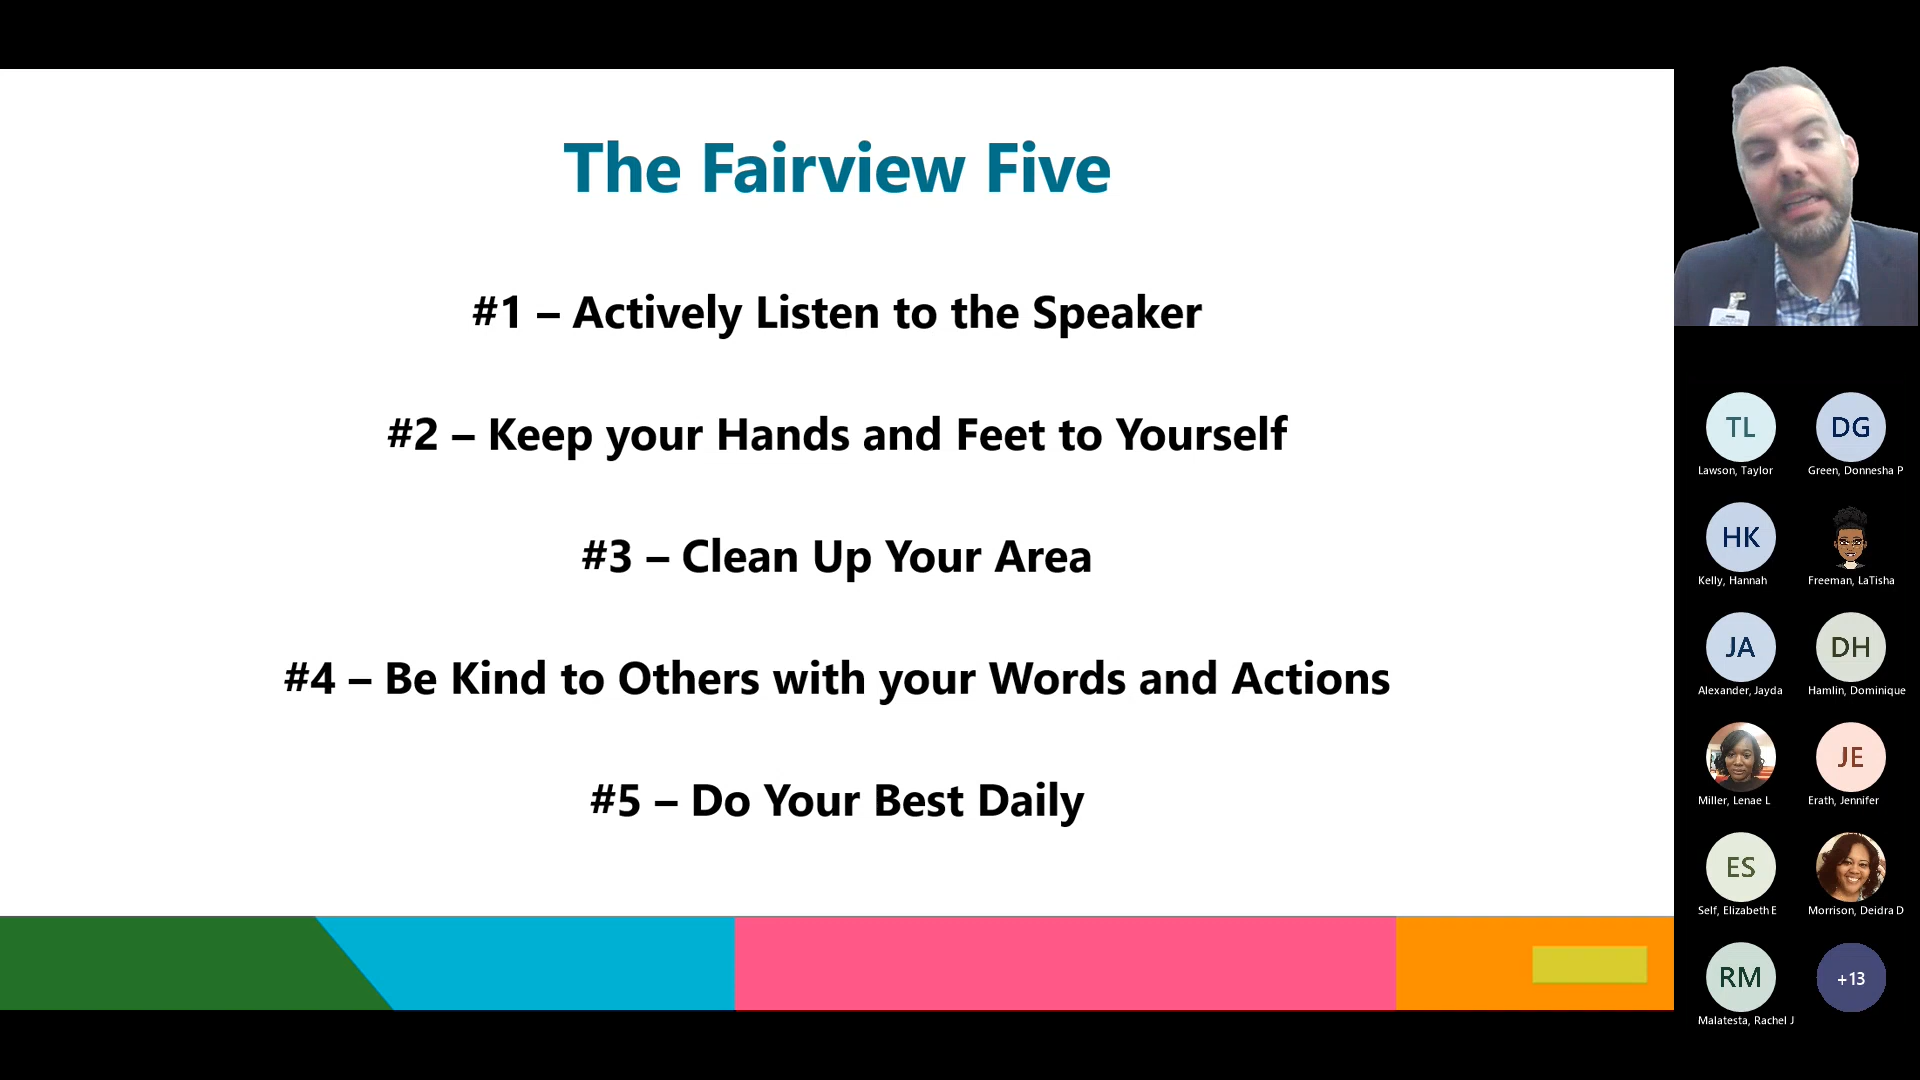 The Fairview Five
#1 – Actively Listen to the Speaker
#2 – Keep your Hands and Feet to Yourself
#3 – Clean Up Your Area
#4 – Be Kind to Others with your Words and Actions
#5 – Do Your Best Daily
TL
Lawson, Taylor
DG
Green, Donnesha P
HK
Kelly, Hannah
Freeman, LaTisha
JA
Alexander, Jayda
DH
Hamlin, Dominique
Miller, Lenae L
JE
Erath, Jennifer
ES
Self, Elizabeth E
Morrison, Deidra D
RM
Malatesta, Rachel J
+13